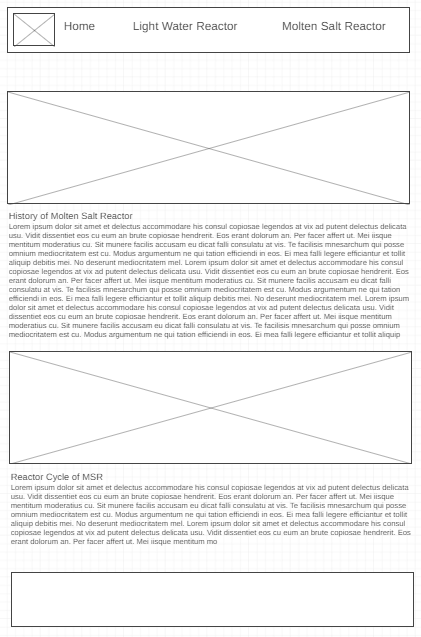 Home Light Water Reactor Molten Salt Reactor
History of Molten Salt Reactor
Lorem ipsum dolor sit amet et delectus accommodare his consul copiosae legendos at vix ad putent delectus delicata
usu. Vidit dissentiet eos cu eum an brute copiosae hendrerit. Eos erant dolorum an. Per facer affert ut. Mei iisque
mentitum moderatius cu. Sit munere facilis accusam eu dicat falli consulatu at vis. Te facilisis mnesarchum qui posse
omnium mediocritatem est cu. Modus argumentum ne qui tation efficiendi in eos. Ei mea falli legere efficiantur et tollit
aliquip debitis mei. No deserunt mediocritatem mel. Lorem ipsum dolor sit amet et delectus accommodare his consul
copiosae legendos at vix ad putent delectus delicata usu. Vidit dissentiet eos cu eum an brute copiosae hendrerit. Eos
erant dolorum an. Per facer affert ut. Mei iisque mentitum moderatius cu. Sit munere facilis accusam eu dicat falli
consulatu at vis. Te facilisis mnesarchum qui posse omnium mediocritatem est cu. Modus argumentum ne qui tation
efficiendi in eos. Ei mea falli legere efficiantur et tollit aliquip debitis mei. No deserunt mediocritatem mel. Lorem ipsum
dolor sit amet et delectus accommodare his consul copiosae legendos at vix ad putent delectus delicata usu. Vidit
dissentiet eos cu eum an brute copiosae hendrerit. Eos erant dolorum an. Per facer affert ut. Mei iisque mentitum
moderatius cu. Sit munere facilis accusam eu dicat falli consulatu at vis. Te facilisis mnesarchum qui posse omnium
mediocritatem est cu. Modus argumentum ne qui tation efficiendi in eos. Ei mea falli legere efficiantur et tollit aliquip
Reactor Cycle of MSR
Lorem ipsum dolor sit amet et delectus accommodare his consul copiosae legendos at vix ad putent delectus delicata
usu. Vidit dissentiet eos cu eum an brute copiosae hendrerit. Eos erant dolorum an. Per facer affert ut. Mei iisque
mentitum moderatius cu. Sit munere facilis accusam eu dicat falli consulatu at vis. Te facilisis mnesarchum qui posse
omnium mediocritatem est cu. Modus argumentum ne qui tation efficiendi in eos. Ei mea falli legere efficiantur et tollit
aliquip debitis mei. No deserunt mediocritatem mel. Lorem ipsum dolor sit amet et delectus accommodare his consul
copiosae legendos at vix ad putent delectus delicata usu. Vidit dissentiet eos cu eum an brute copiosae hendrerit. Eos
erant dolorum an. Per facer affert ut. Mei iisque mentitum mo